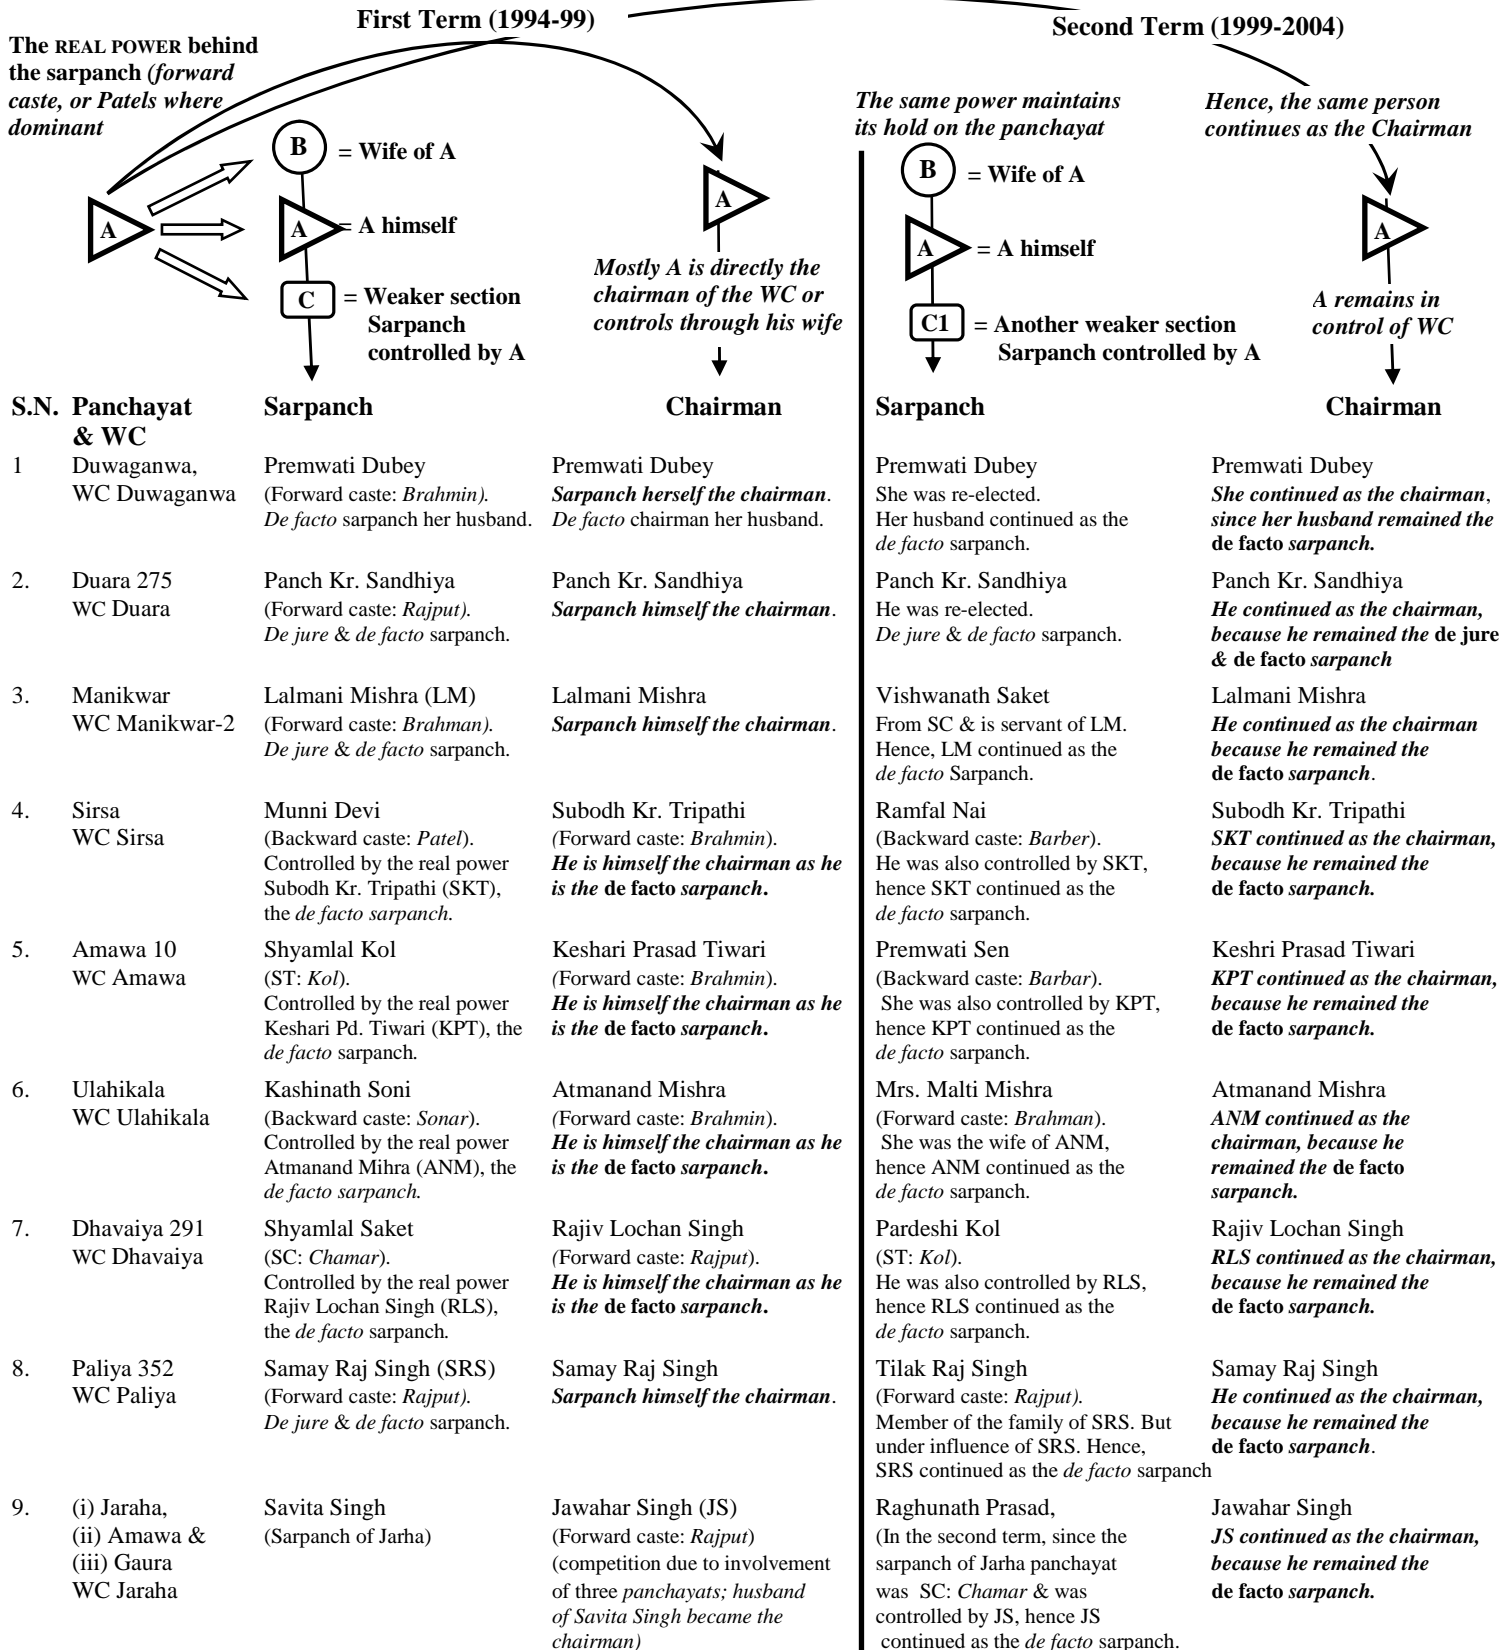 First Term (1994-99)
Second Term (1999-2004)
The REAL POWER behind
the sarpanch (forward
caste, or Patels where
dominant
The same power maintains
its hold on the panchayat
Hence, the same person
continues as the Chairman
B = Wife of A
A
A = A himself
C = Weaker section
Sarpanch
controlled by A
A
Mostly A is directly the
chairman of the WC or
controls through his wife
B = Wife of A
A = A himself
C1 = Another weaker section
Sarpanch controlled by A
A
A remains in
control of WC
S.N. Panchayat Sarpanch Chairman Sarpanch Chairman
& WC
1 Duwaganwa, Premwati Dubey Premwati Dubey Premwati Dubey Premwati Dubey
WC Duwaganwa (Forward caste: Brahmin). Sarpanch herself the chairman. She was re-elected. She continued as the chairman,
De facto sarpanch her husband. De facto chairman her husband. Her husband continued as the since her husband remained the
de facto sarpanch. de facto sarpanch.
2. Duara 275 Panch Kr. Sandhiya Panch Kr. Sandhiya Panch Kr. Sandhiya Panch Kr. Sandhiya
WC Duara (Forward caste: Rajput). Sarpanch himself the chairman. He was re-elected. He continued as the chairman,
De jure & de facto sarpanch. De jure & de facto sarpanch. because he remained the de jure
& de facto sarpanch
3. Manikwar Lalmani Mishra (LM) Lalmani Mishra Vishwanath Saket Lalmani Mishra
WC Manikwar-2 (Forward caste: Brahman). Sarpanch himself the chairman. From SC & is servant of LM. He continued as the chairman
De jure & de facto sarpanch. Hence, LM continued as the because he remained the
de facto Sarpanch. de facto sarpanch.
4. Sirsa Munni Devi Subodh Kr. Tripathi Ramfal Nai Subodh Kr. Tripathi
WC Sirsa (Backward caste: Patel). (Forward caste: Brahmin). (Backward caste: Barber). SKT continued as the chairman,
Controlled by the real power He is himself the chairman as he He was also controlled by SKT, because he remained the
Subodh Kr. Tripathi (SKT), is the de facto sarpanch. hence SKT continued as the de facto sarpanch.
the de facto sarpanch. de facto sarpanch.
5. Amawa 10 Shyamlal Kol Keshari Prasad Tiwari Premwati Sen Keshri Prasad Tiwari
WC Amawa (ST: Kol). (Forward caste: Brahmin). (Backward caste: Barbar). KPT continued as the chairman,
Controlled by the real power He is himself the chairman as he She was also controlled by KPT, because he remained the
Keshari Pd. Tiwari (KPT), the is the de facto sarpanch. hence KPT continued as the de facto sarpanch.
de facto sarpanch. de facto sarpanch.
6. Ulahikala Kashinath Soni Atmanand Mishra Mrs. Malti Mishra Atmanand Mishra
WC Ulahikala (Backward caste: Sonar). (Forward caste: Brahmin). (Forward caste: Brahman). ANM continued as the
Controlled by the real power He is himself the chairman as he She was the wife of ANM, chairman, because he
Atmanand Mihra (ANM), the is the de facto sarpanch. hence ANM continued as the remained the de facto
de facto sarpanch. de facto sarpanch. sarpanch.
7. Dhavaiya 291 Shyamlal Saket Rajiv Lochan Singh Pardeshi Kol Rajiv Lochan Singh
WC Dhavaiya (SC: Chamar). (Forward caste: Rajput). (ST: Kol). RLS continued as the chairman,
Controlled by the real power He is himself the chairman as he He was also controlled by RLS, because he remained the
Rajiv Lochan Singh (RLS), is the de facto sarpanch. hence RLS continued as the de facto sarpanch.
the de facto sarpanch. de facto sarpanch.
8. Paliya 352 Samay Raj Singh (SRS) Samay Raj Singh Tilak Raj Singh Samay Raj Singh
WC Paliya (Forward caste: Rajput). Sarpanch himself the chairman. (Forward caste: Rajput). He continued as the chairman,
De jure & de facto sarpanch. Member of the family of SRS. But because he remained the
under influence of SRS. Hence, de facto sarpanch.
SRS continued as the de facto sarpanch
9. (i) Jaraha, Savita Singh Jawahar Singh (JS) Raghunath Prasad, Jawahar Singh
(ii) Amawa & (Sarpanch of Jarha) (Forward caste: Rajput) (In the second term, since the JS continued as the chairman,
(iii) Gaura (competition due to involvement sarpanch of Jarha panchayat because he remained the
WC Jaraha of three panchayats; husband was SC: Chamar & was de facto sarpanch.
of Savita Singh became the controlled by JS, hence JS
chairman) continued as the de facto sarpanch.